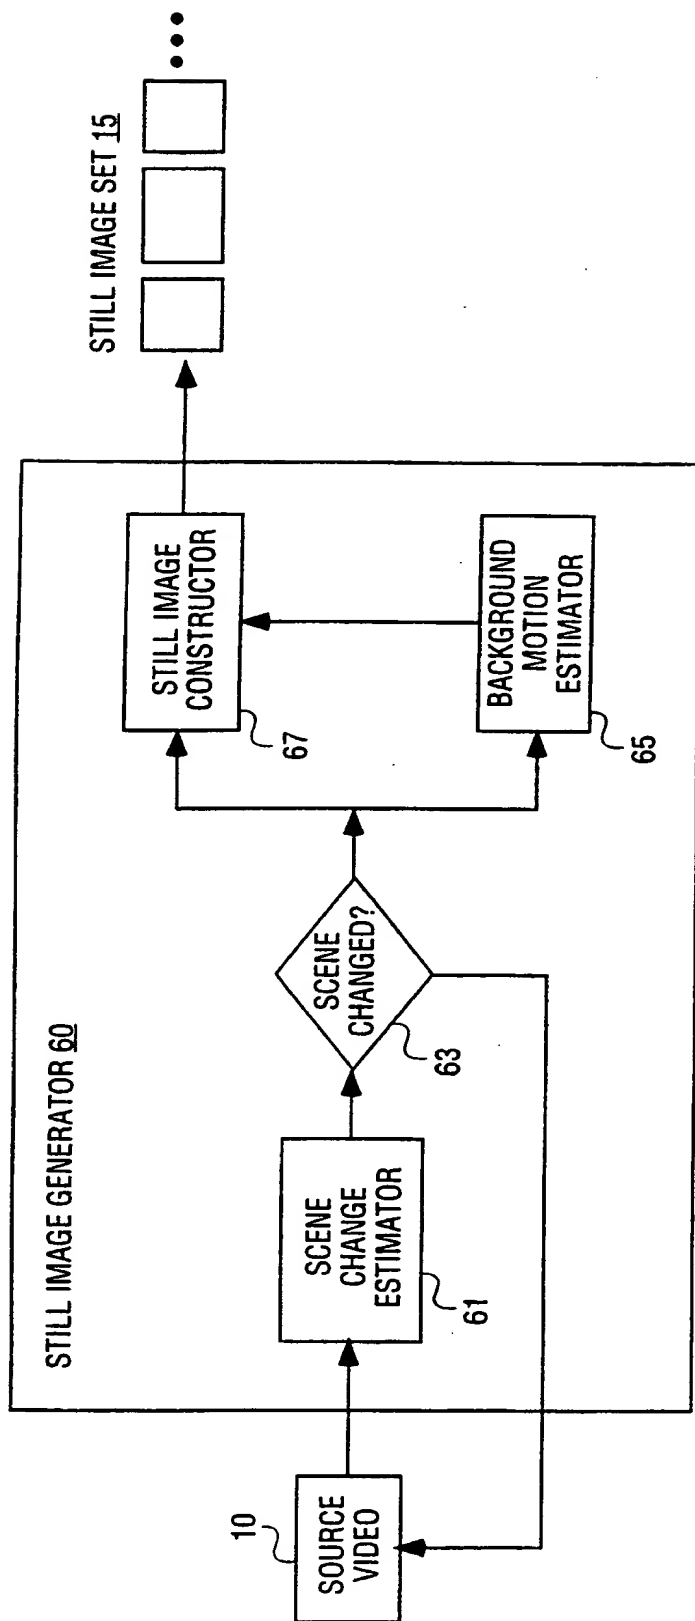 STILL IMAGE GENERATOR 60
10
SOURCE
VIDEO
SCENE
CHANGE
ESTIMATOR
61
SCENE
CHANGED?
63
STILL IMAGE
CONSTRUCTOR
67
BACKGROUND
MOTION
ESTIMATOR
65
STILL IMAGE SET 15